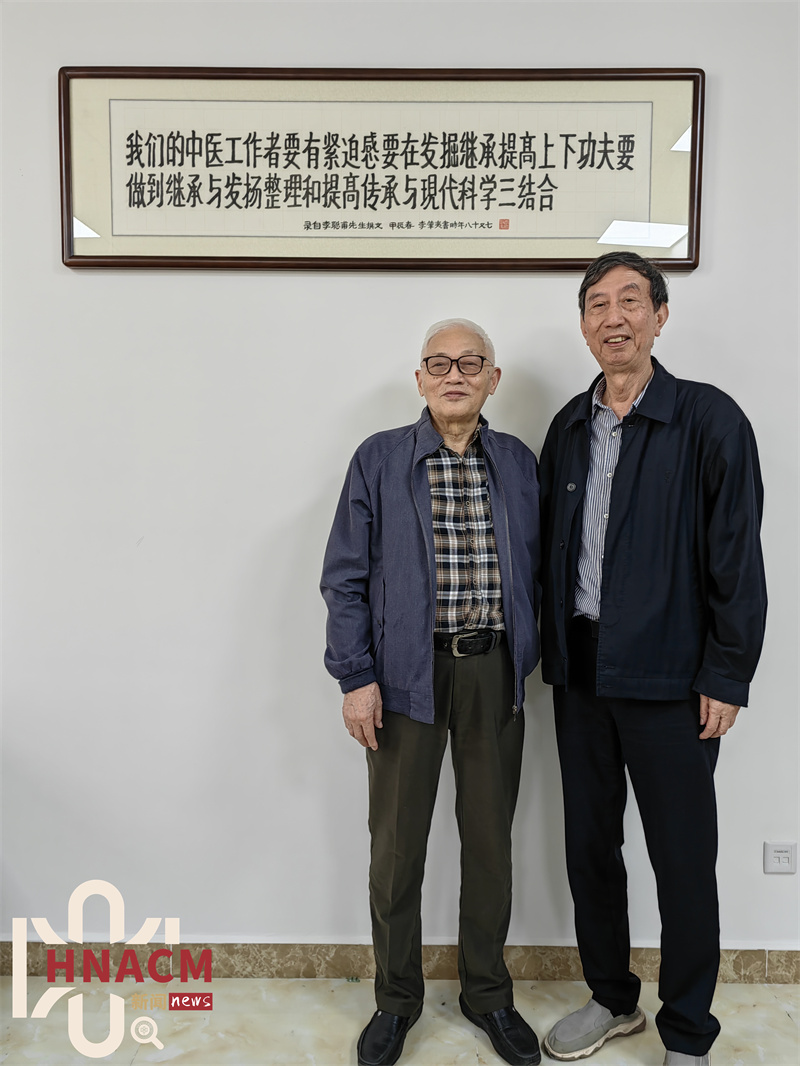 我们的中医工作者要有紧迫感要在发掘继承提高上下功夫要
做到继承与发扬整理和提高传承与現代科学三结合
录自李聪甫先生撰文 甲辰春 李肇夷書时年八十又七
HNACM
新闻 news